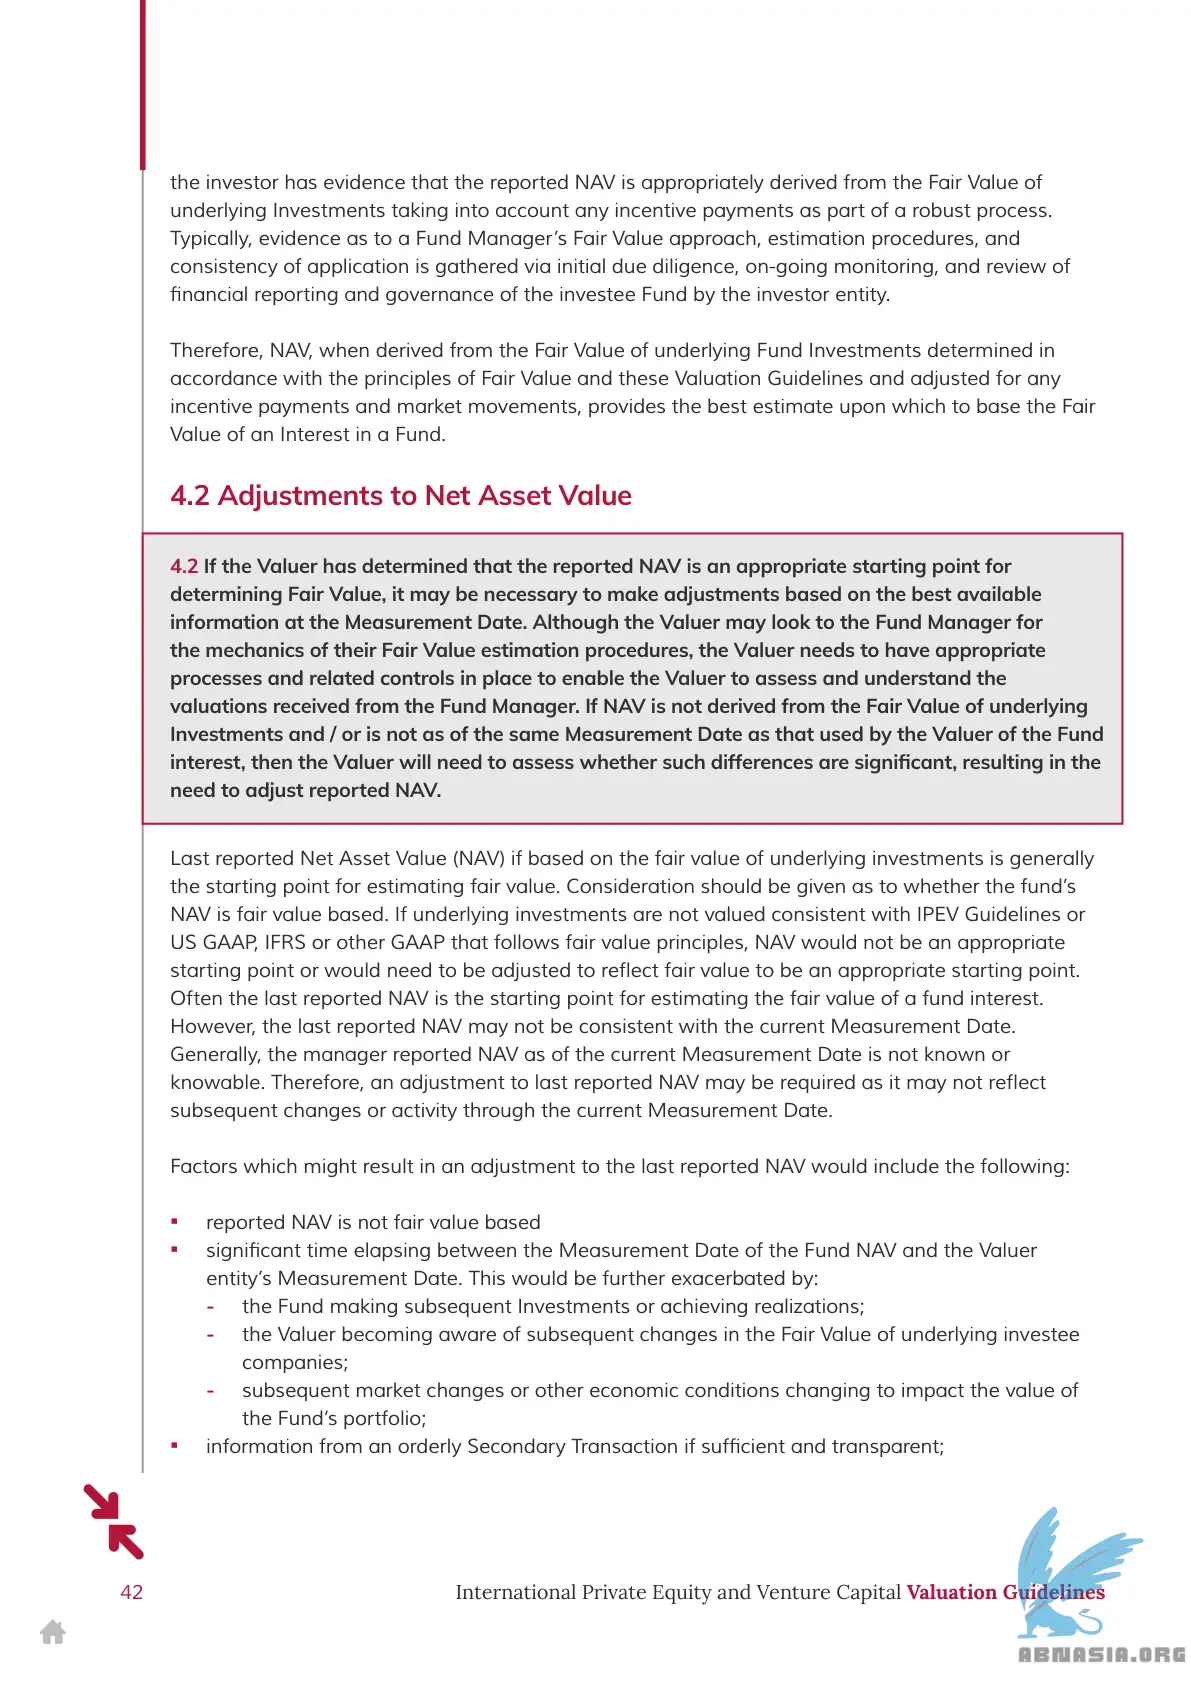 the investor has evidence that the reported NAV is appropriately derived from the Fair Value of
underlying Investments taking into account any incentive payments as part of a robust process.
Typically, evidence as to a Fund Manager’s Fair Value approach, estimation procedures, and
consistency of application is gathered via initial due diligence, on-going monitoring, and review of
financial reporting and governance of the investee Fund by the investor entity.
Therefore, NAV, when derived from the Fair Value of underlying Fund Investments determined in
accordance with the principles of Fair Value and these Valuation Guidelines and adjusted for any
incentive payments and market movements, provides the best estimate upon which to base the Fair
Value of an Interest in a Fund.
4.2 Adjustments to Net Asset Value
4.2 If the Valuer has determined that the reported NAV is an appropriate starting point for
determining Fair Value, it may be necessary to make adjustments based on the best available
information at the Measurement Date. Although the Valuer may look to the Fund Manager for
the mechanics of their Fair Value estimation procedures, the Valuer needs to have appropriate
processes and related controls in place to enable the Valuer to assess and understand the
valuations received from the Fund Manager. If NAV is not derived from the Fair Value of underlying
Investments and / or is not as of the same Measurement Date as that used by the Valuer of the Fund
interest, then the Valuer will need to assess whether such differences are significant, resulting in the
need to adjust reported NAV.
Last reported Net Asset Value (NAV) if based on the fair value of underlying investments is generally
the starting point for estimating fair value. Consideration should be given as to whether the fund’s
NAV is fair value based. If underlying investments are not valued consistent with IPEV Guidelines or
US GAAP, IFRS or other GAAP that follows fair value principles, NAV would not be an appropriate
starting point or would need to be adjusted to reflect fair value to be an appropriate starting point.
Often the last reported NAV is the starting point for estimating the fair value of a fund interest.
However, the last reported NAV may not be consistent with the current Measurement Date.
Generally, the manager reported NAV as of the current Measurement Date is not known or
knowable. Therefore, an adjustment to last reported NAV may be required as it may not reflect
subsequent changes or activity through the current Measurement Date.
Factors which might result in an adjustment to the last reported NAV would include the following:
▪ reported NAV is not fair value based
▪ significant time elapsing between the Measurement Date of the Fund NAV and the Valuer
entity’s Measurement Date. This would be further exacerbated by:
- the Fund making subsequent Investments or achieving realizations;
- the Valuer becoming aware of subsequent changes in the Fair Value of underlying investee
companies;
- subsequent market changes or other economic conditions changing to impact the value of
the Fund’s portfolio;
▪ information from an orderly Secondary Transaction if sufficient and transparent;
42 International Private Equity and Venture Capital Valuation Guidelines
ABNASIA.ORG